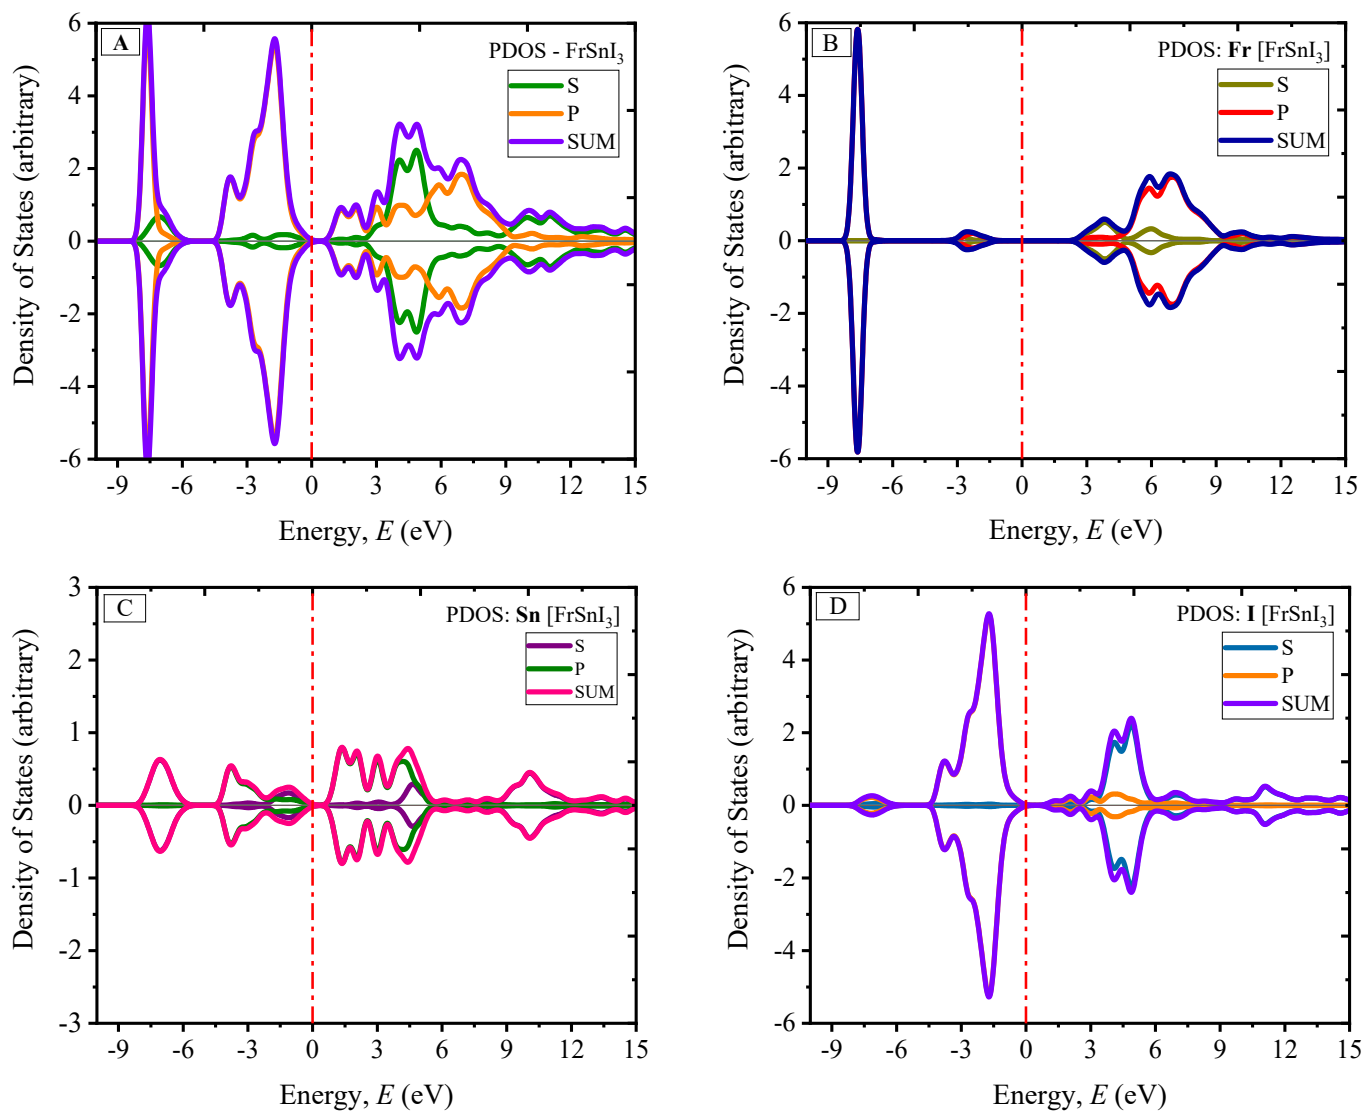 A
PDOS - FrSnI₃
S
P
SUM
6
4
2
0
-2
-4
-6
Density of States (arbitrary)
-9 -6 -3 0 3 6 9 12 15
Energy, E (eV)
B
PDOS: Fr [FrSnI₃]
S
P
SUM
6
4
2
0
-2
-4
-6
Density of States (arbitrary)
-9 -6 -3 0 3 6 9 12 15
Energy, E (eV)
C
PDOS: Sn [FrSnI₃]
S
P
SUM
3
2
1
0
-1
-2
-3
Density of States (arbitrary)
-9 -6 -3 0 3 6 9 12 15
Energy, E (eV)
D
PDOS: I [FrSnI₃]
S
P
SUM
6
4
2
0
-2
-4
-6
Density of States (arbitrary)
-9 -6 -3 0 3 6 9 12 15
Energy, E (eV)